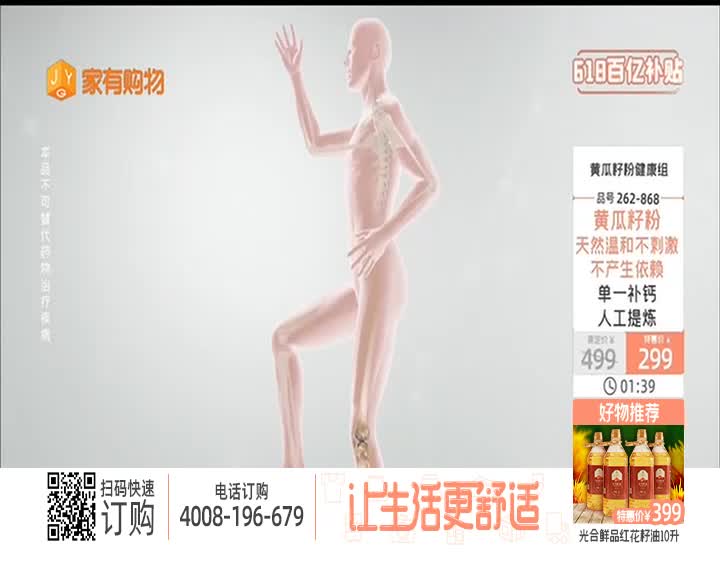 JYG 家有购物
618百亿补贴
本品不可替代药物治疗疾病
黄瓜籽粉健康组
品号 262-868
黄瓜籽粉
天然温和不刺激
不产生依赖
单一补钙
人工提炼
特惠价¥
499
299
01:39
好物推荐
特惠价¥399
光合鲜品红花籽油10升
扫码快速
订购
电话订购
4008-196-679
让生活更舒适